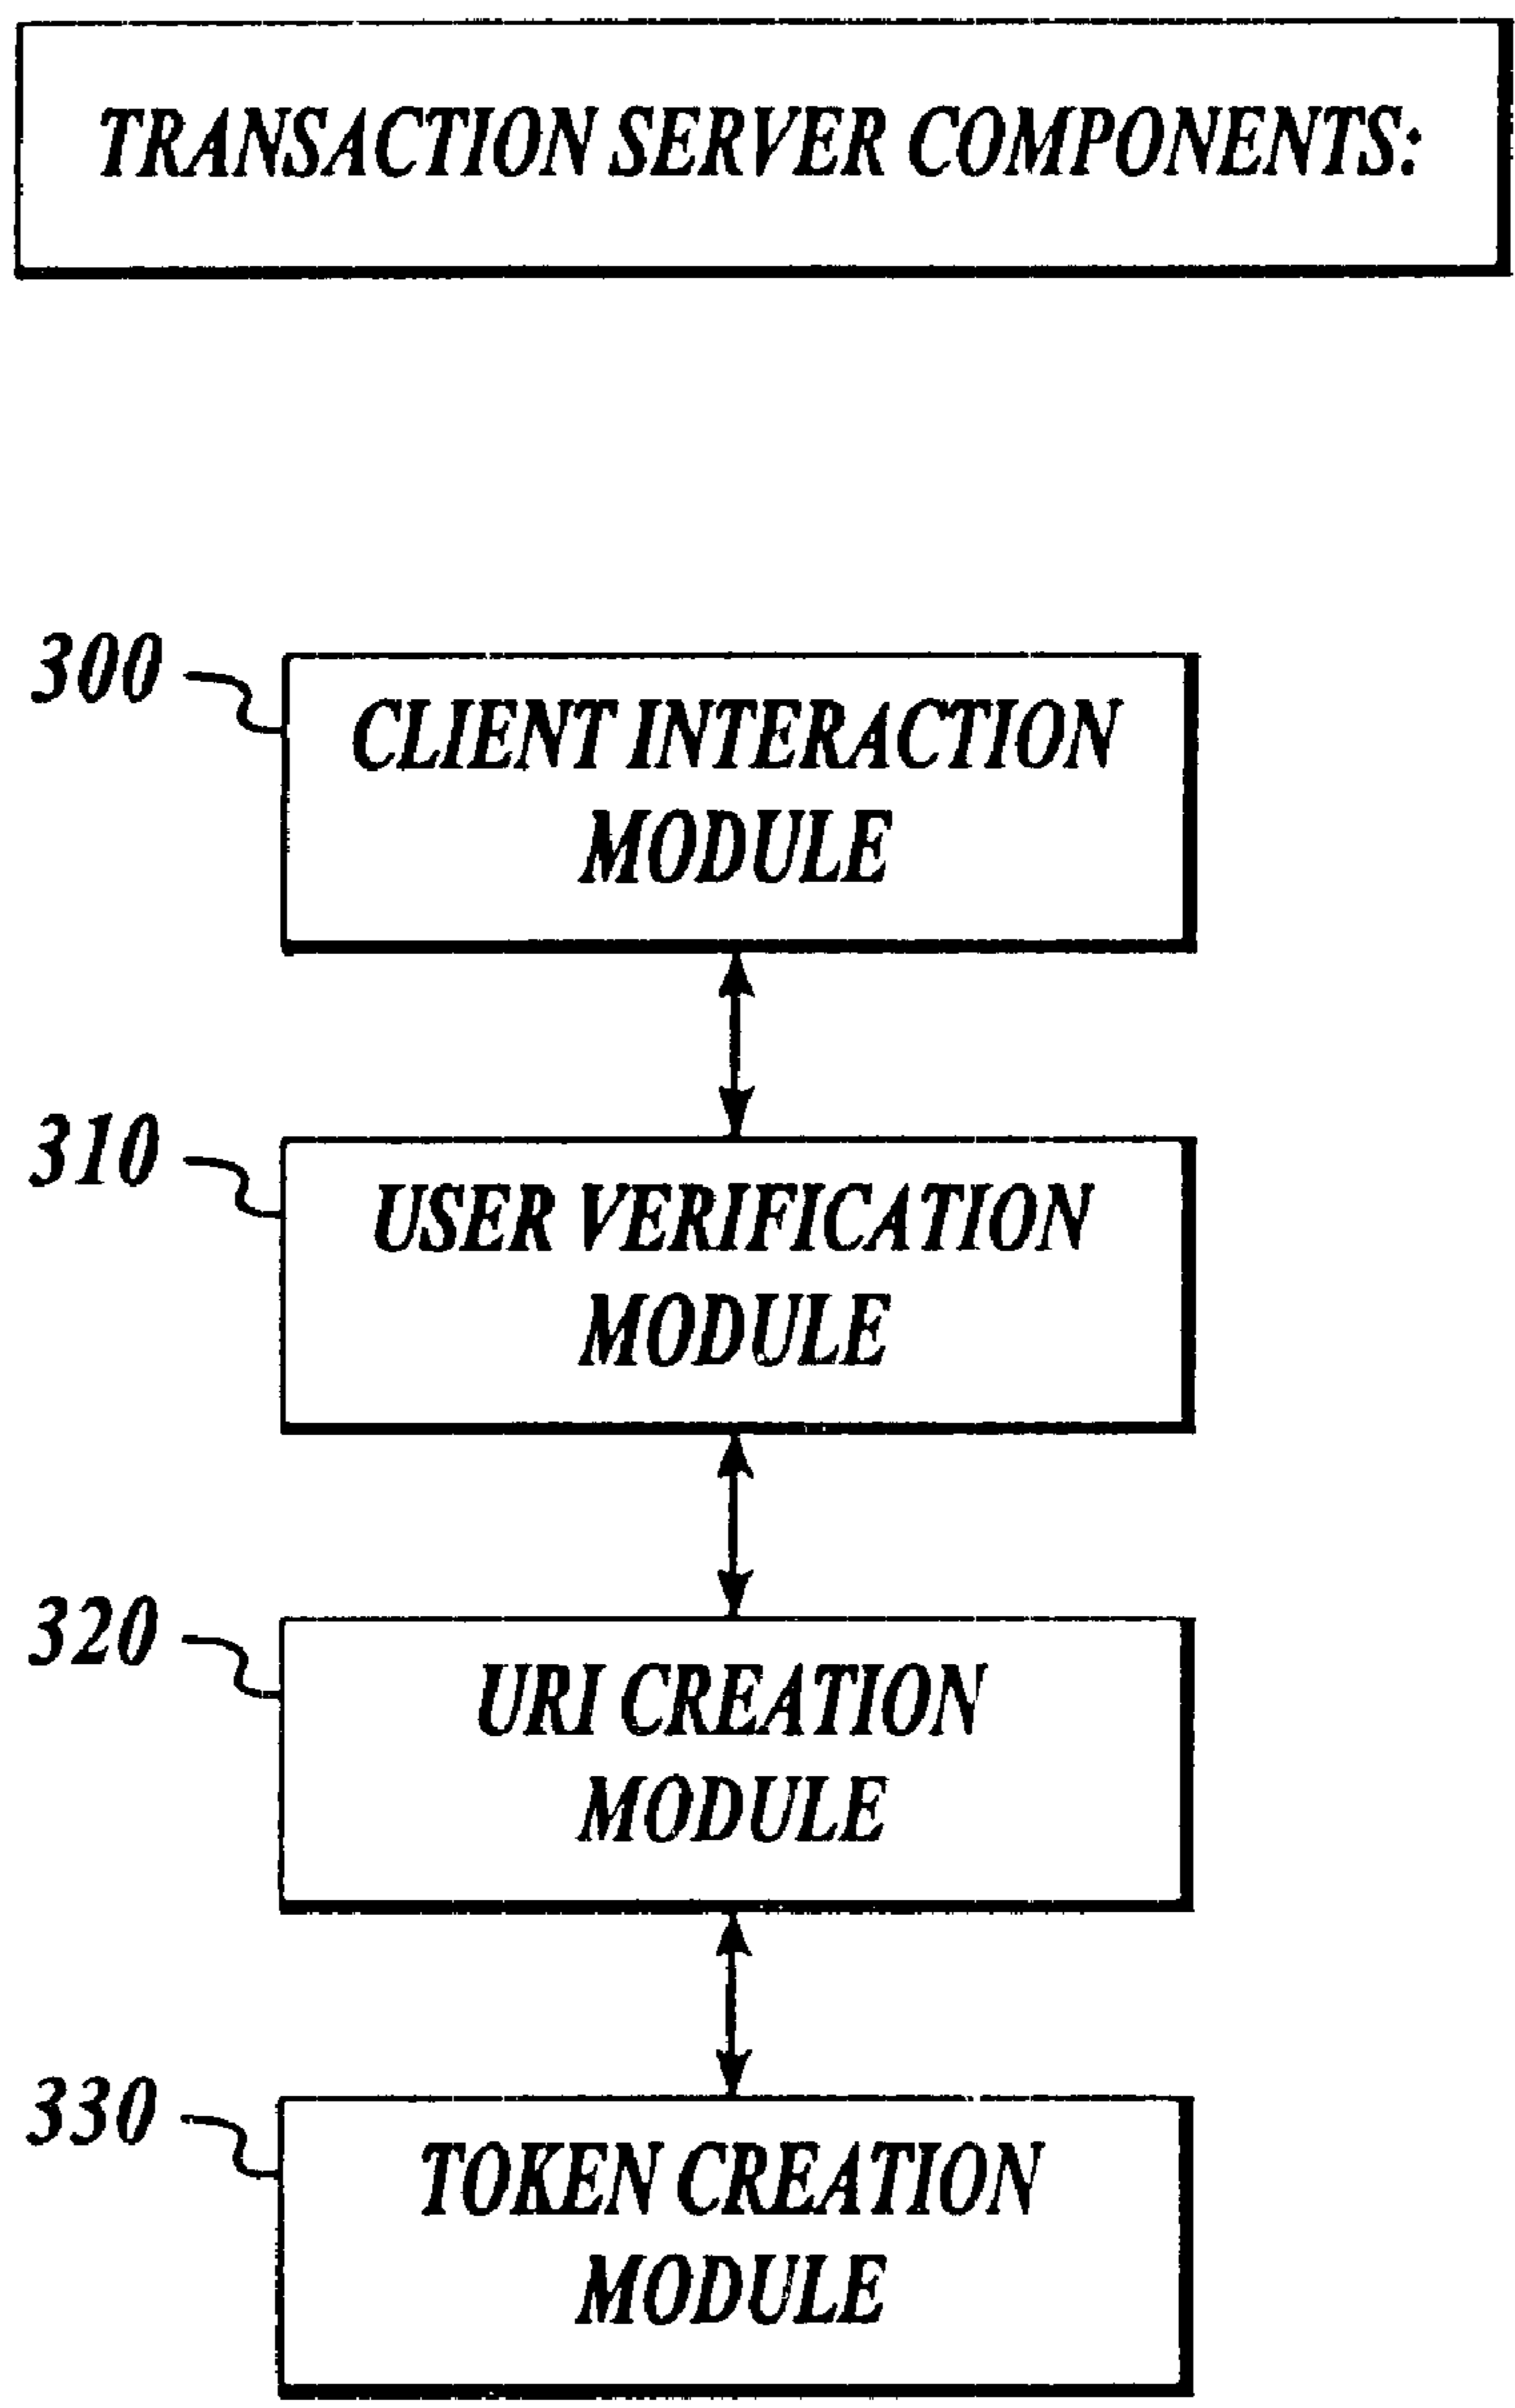 TRANSACTION SERVER COMPONENTS:
300
CLIENT INTERACTION
MODULE
310
USER VERIFICATION
MODULE
320
URI CREATION
MODULE
330
TOKEN CREATION
MODULE